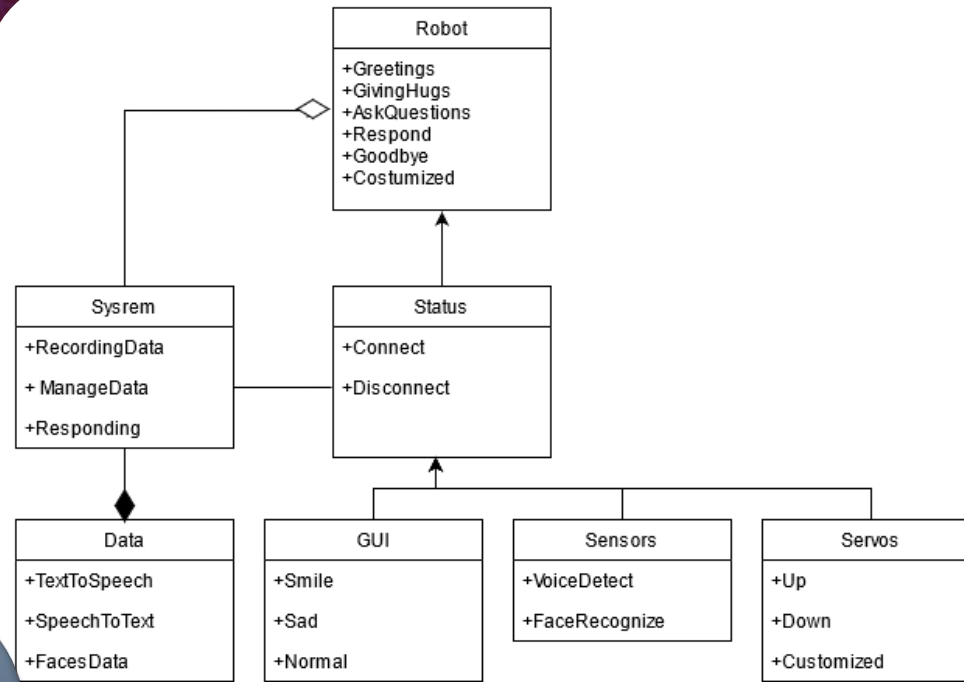 Robot
+Greetings
+GivingHugs
+AskQuestions
+Respond
+Goodbye
+Costumized
Sysrem
+RecordingData
+ ManageData
+Responding
Status
+Connect
+Disconnect
Data
+TextToSpeech
+SpeechToText
+FacesData
GUI
+Smile
+Sad
+Normal
Sensors
+VoiceDetect
+FaceRecognize
Servos
+Up
+Down
+Customized